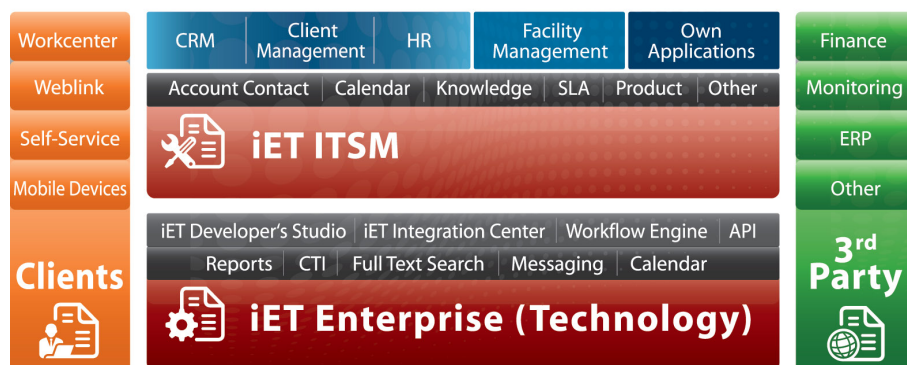 Workcenter
Weblink
Self-Service
Mobile Devices
Clients
CRM
Client
Management
HR
Facility
Management
Own
Applications
Account Contact Calendar Knowledge SLA Product Other
iET ITSM
iET Developer's Studio iET Integration Center Workflow Engine API
Reports CTI Full Text Search Messaging Calendar
iET Enterprise (Technology)
Finance
Monitoring
ERP
Other
3rd
Party